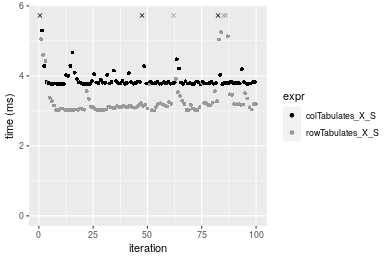 6
4
2
0
time (ms)
0
25
50
75
100
iteration
expr
colTabulates_X_S
rowTabulates_X_S